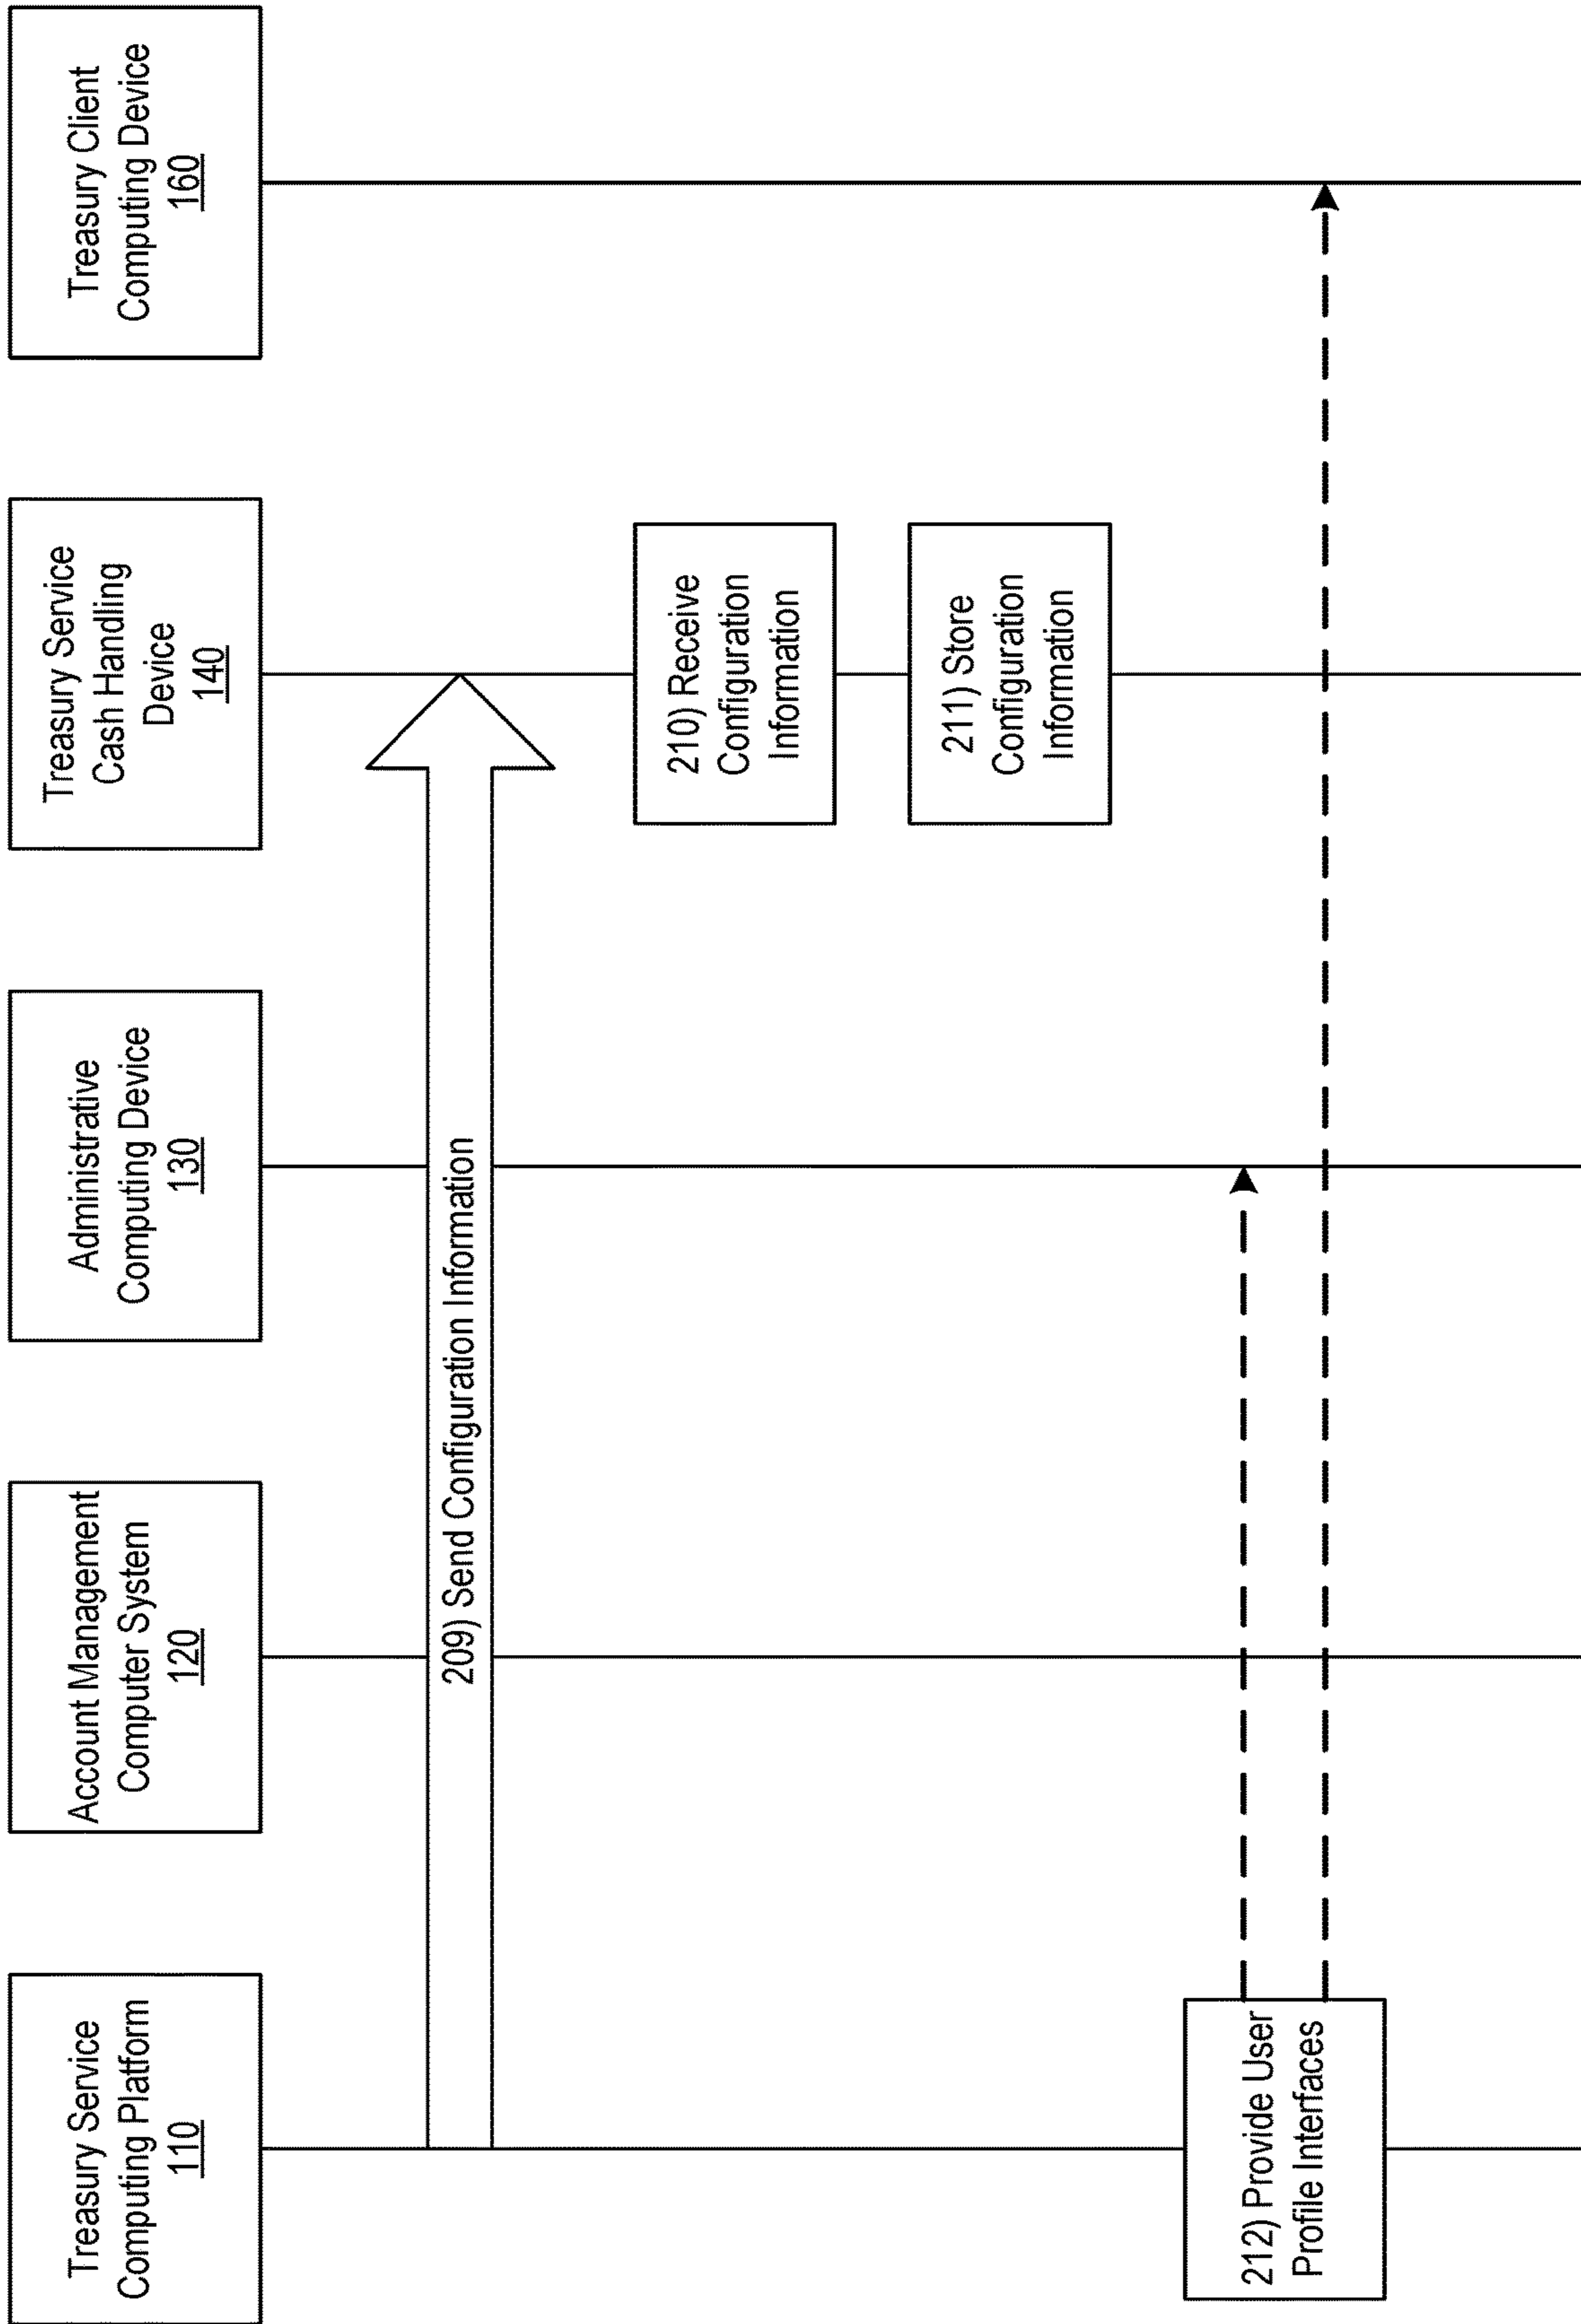 Treasury Service
Computing Platform
110
Account Management
Computer System
120
Administrative
Computing Device
130
Treasury Service
Cash Handling
Device
140
Treasury Client
Computing Device
160
209) Send Configuration Information
210) Receive
Configuration
Information
211) Store
Configuration
Information
212) Provide User
Profile Interfaces